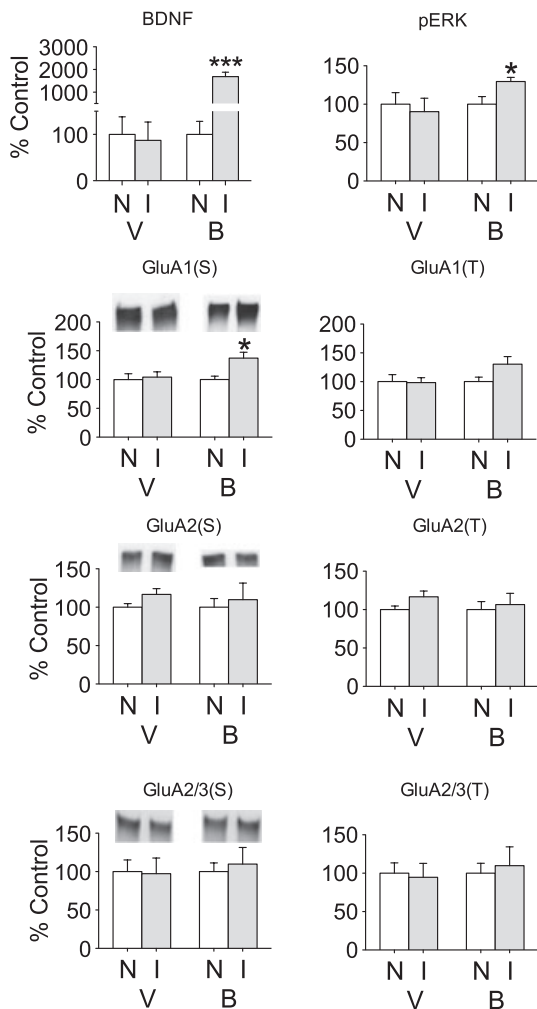 BDNF
pERK
% Control
3000
2000
1000
100
0
***
N I N I
V B
150
100
50
0
*
N I N I
V B
GluA1(S)
GluA1(T)
% Control
200
150
100
50
0
*
N I N I
V B
200
150
100
50
0
N I N I
V B
GluA2(S)
GluA2(T)
% Control
150
100
50
0
N I N I
V B
150
100
50
0
N I N I
V B
GluA2/3(S)
GluA2/3(T)
% Control
150
100
50
0
N I N I
V B
150
100
50
0
N I N I
V B